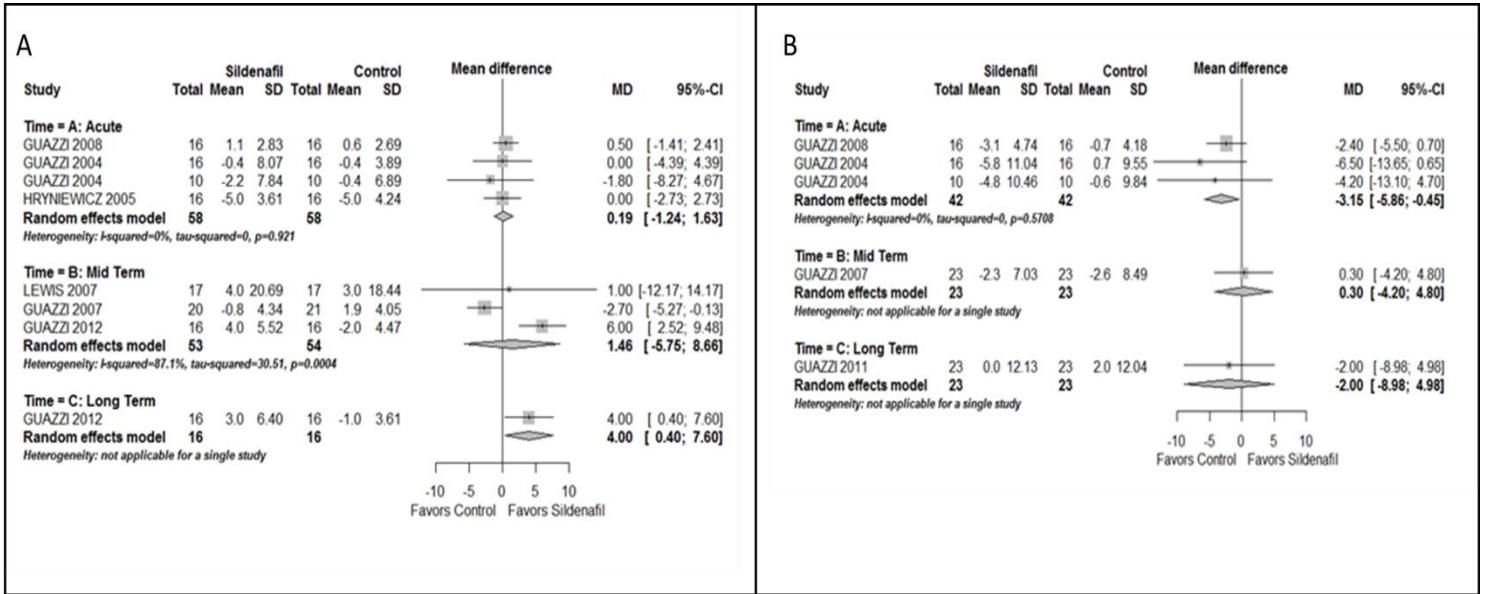 A
Sildenafil Control Mean difference
Study Total Mean SD Total Mean SD MD 95%-CI
Time = A: Acute
GUAZZI 2008 16 1.1 2.83 16 0.6 2.69 0.50 [-1.41; 2.41]
GUAZZI 2004 16 -0.4 8.07 16 -0.4 3.89 0.00 [-4.39; 4.39]
GUAZZI 2004 10 -2.2 7.84 10 -0.4 6.89 -1.80 [-8.27; 4.67]
HRYNIEWICZ 2005 16 -5.0 3.61 16 -5.0 4.24 0.00 [-2.73; 2.73]
Random effects model 58 58 0.19 [-1.24; 1.63]
Heterogeneity: I-squared=0%, tau-squared=0, p=0.921
Time = B: Mid Term
LEWIS 2007 17 4.0 20.69 17 3.0 18.44 1.00 [-12.17; 14.17]
GUAZZI 2007 20 -0.8 4.34 21 1.9 4.05 -2.70 [-5.27; -0.13]
GUAZZI 2012 16 4.0 5.52 16 -2.0 4.47 6.00 [ 2.52; 9.48]
Random effects model 53 54 1.46 [-5.75; 8.66]
Heterogeneity: I-squared=87.1%, tau-squared=30.51, p=0.0004
Time = C: Long Term
GUAZZI 2012 16 3.0 6.40 16 -1.0 3.61 4.00 [ 0.40; 7.60]
Random effects model 16 16 4.00 [ 0.40; 7.60]
Heterogeneity: not applicable for a single study
-10 -5 0 5 10
Favors Control Favors Sildenafil
B
Sildenafil Control Mean difference
Study Total Mean SD Total Mean SD MD 95%-CI
Time = A: Acute
GUAZZI 2008 16 -3.1 4.74 16 -0.7 4.18 -2.40 [-5.50; 0.70]
GUAZZI 2004 16 -5.8 11.04 16 0.7 9.55 -6.50 [-13.65; 0.65]
GUAZZI 2004 10 -4.8 10.46 10 -0.6 9.84 -4.20 [-13.10; 4.70]
Random effects model 42 42 -3.15 [-5.86; -0.45]
Heterogeneity: I-squared=0%, tau-squared=0, p=0.5708
Time = B: Mid Term
GUAZZI 2007 23 -2.3 7.03 23 -2.6 8.49 0.30 [-4.20; 4.80]
Random effects model 23 23 0.30 [-4.20; 4.80]
Heterogeneity: not applicable for a single study
Time = C: Long Term
GUAZZI 2011 23 0.0 12.13 23 2.0 12.04 -2.00 [-8.98; 4.98]
Random effects model 23 23 -2.00 [-8.98; 4.98]
Heterogeneity: not applicable for a single study
-10 -5 0 5 10
Favors Control Favors Sildenafil